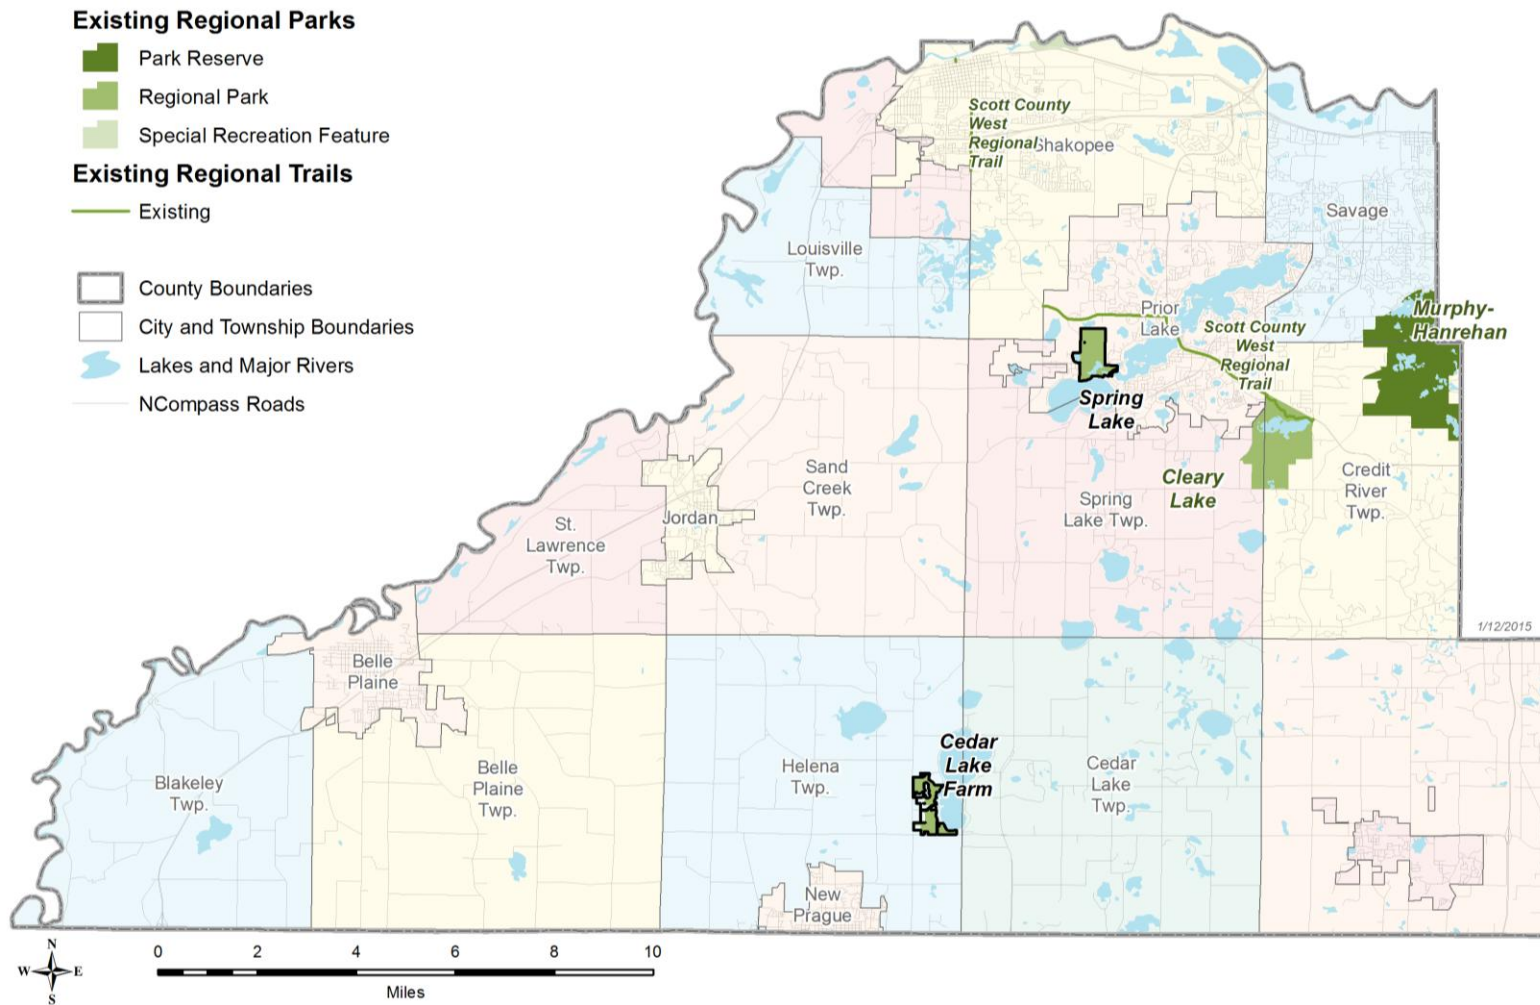 Existing Regional Parks
Park Reserve
Regional Park
Special Recreation Feature
Existing Regional Trails
Existing
County Boundaries
City and Township Boundaries
Lakes and Major Rivers
NCompass Roads
Scott County
West
Regional
Trail
Shakopee
Savage
Louisville
Twp.
Prior
Lake
Scott County
West
Regional
Trail
Murphy-
Hanrehan
Spring
Lake
Sand
Creek
Twp.
Cleary
Lake
Credit
River
Twp.
Spring
Lake Twp.
Jordan
St.
Lawrence
Twp.
1/12/2015
Belle
Plaine
Blakeley
Twp.
Belle
Plaine
Twp.
Helena
Twp.
Cedar
Lake
Farm
Cedar
Lake
Twp.
New
Prague
N
W E
S
0 2 4 6 8 10
Miles